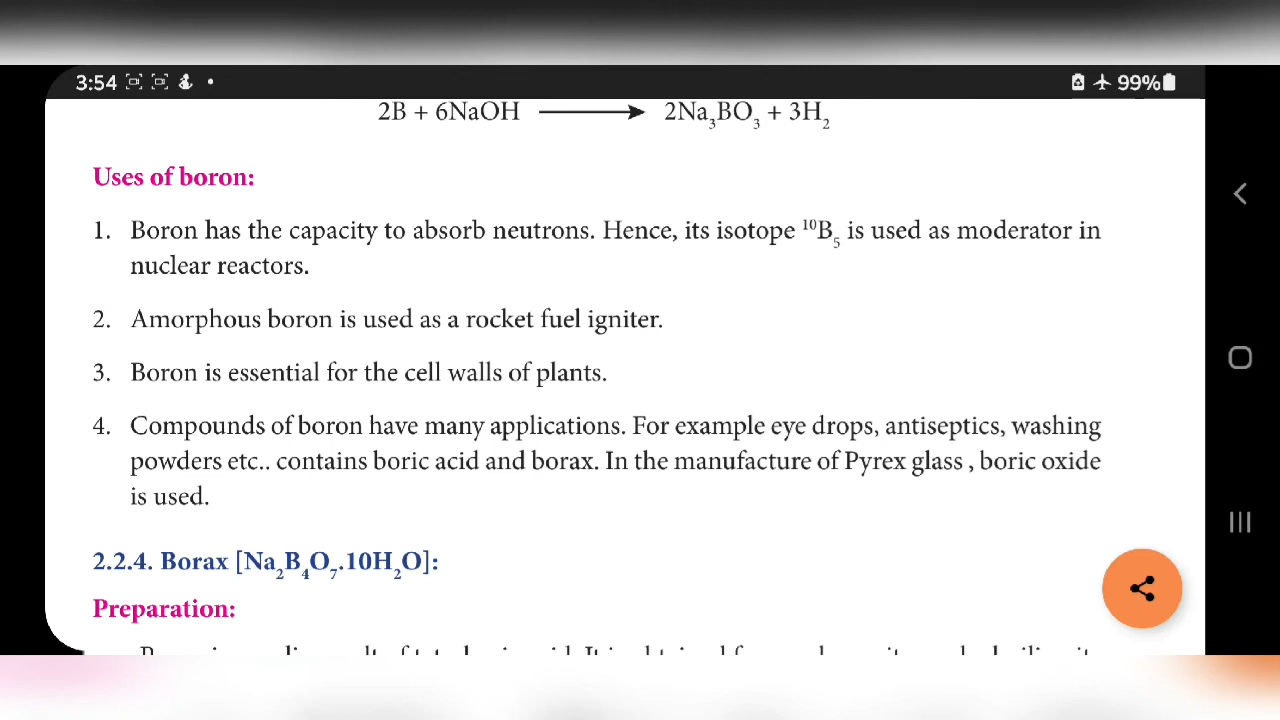 3:54
99%
2B + 6NaOH ⟶ 2Na₃BO₃ + 3H₂
Uses of boron:
1. Boron has the capacity to absorb neutrons. Hence, its isotope ¹⁰B₅ is used as moderator in
nuclear reactors.
2. Amorphous boron is used as a rocket fuel igniter.
3. Boron is essential for the cell walls of plants.
4. Compounds of boron have many applications. For example eye drops, antiseptics, washing
powders etc.. contains boric acid and borax. In the manufacture of Pyrex glass , boric oxide
is used.
2.2.4. Borax [Na₂B₄O₇.10H₂O]:
Preparation: